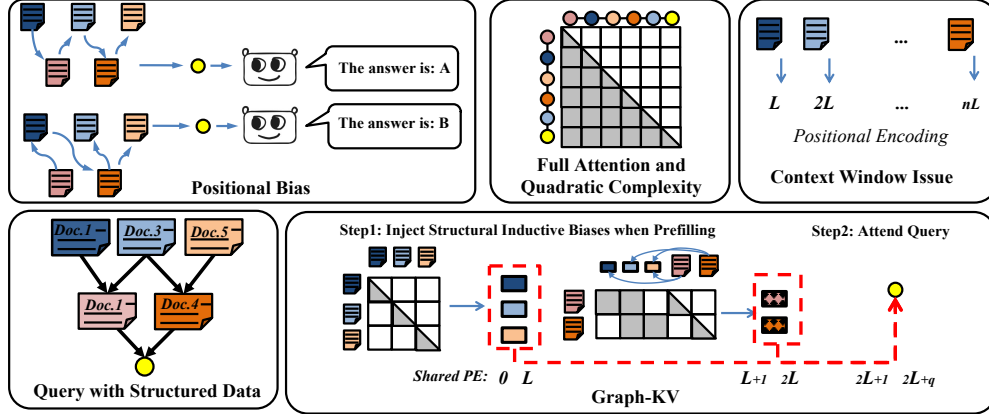 The answer is: A
The answer is: B
Positional Bias
Full Attention and
Quadratic Complexity
...
L 2L ... nL
Positional Encoding
Context Window Issue
Doc.1 Doc.3 Doc.5
Doc.1 Doc.4
Query with Structured Data
Step1: Inject Structural Inductive Biases when Prefilling
Step2: Attend Query
Shared PE: 0 L L+1 2L 2L+1 2L+q
Graph-KV